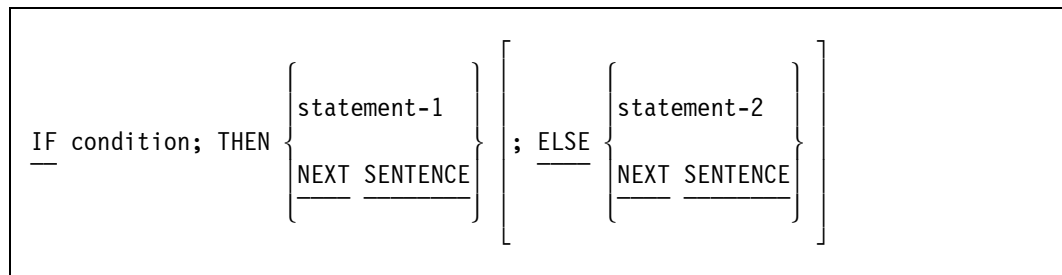 statement-1 statement-2
IF condition; THEN ; ELSE
NEXT SENTENCE NEXT SENTENCE